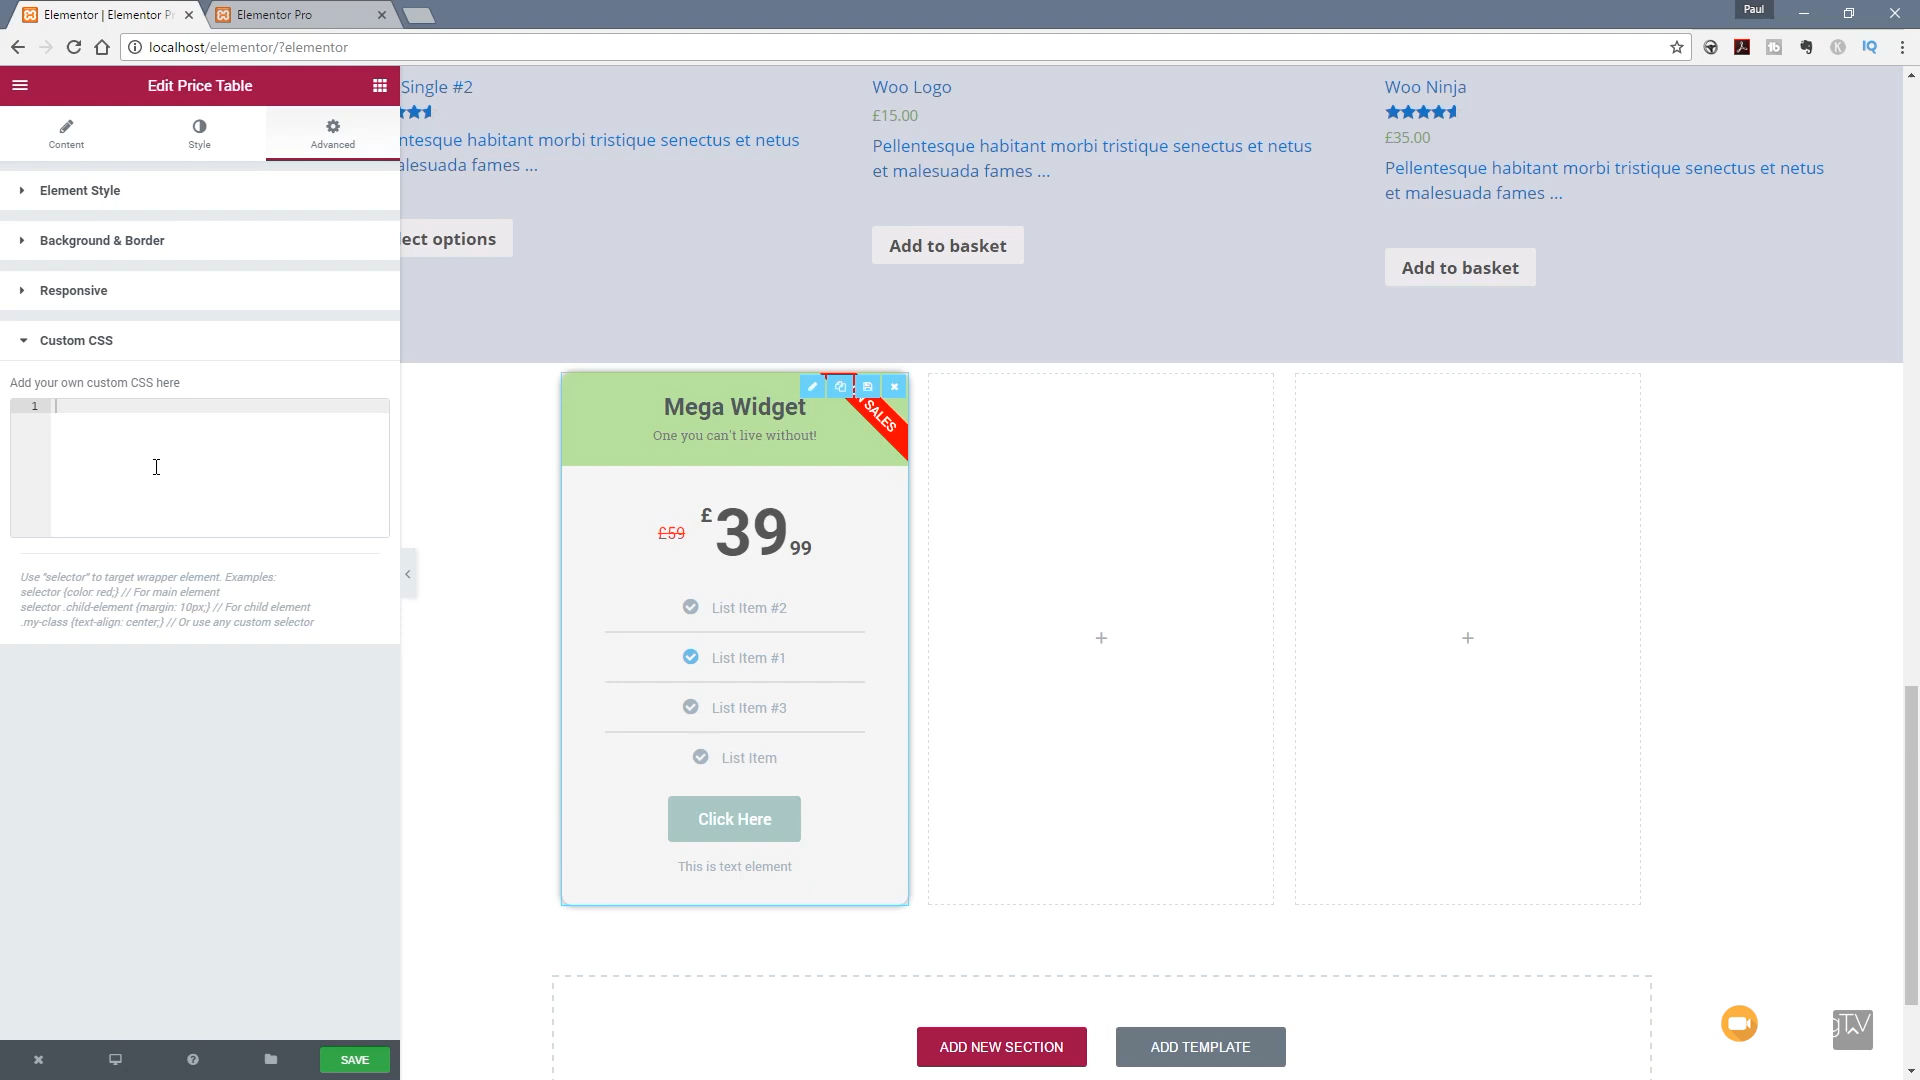 Elementor | Elementor Pr
Elementor Pro
Paul
localhost/elementor/?elementor
Edit Price Table
Content
Style
Advanced
Element Style
Background & Border
Responsive
Custom CSS
Add your own custom CSS here
1
Use "selector" to target wrapper element. Examples:
selector {color: red;} // For main element
selector .child-element {margin: 10px;} // For child element
.my-class {text-align: center;} // Or use any custom selector
SAVE
Single #2
ntesque habitant morbi tristique senectus et netus
alesuada fames ...
lect options
Woo Logo
£15.00
Pellentesque habitant morbi tristique senectus et netus
et malesuada fames ...
Add to basket
Woo Ninja
£35.00
Pellentesque habitant morbi tristique senectus et netus
et malesuada fames ...
Add to basket
SALES
Mega Widget
One you can't live without!
£59 £39 99
List Item #2
List Item #1
List Item #3
List Item
Click Here
This is text element
ADD NEW SECTION
ADD TEMPLATE
gTV